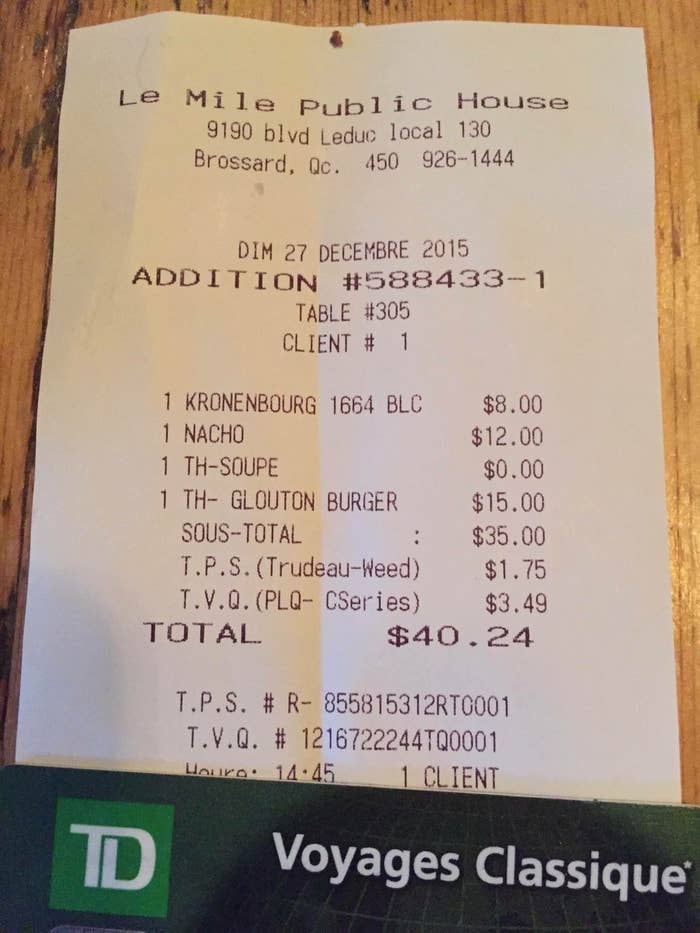 Le Mile Public House
9190 blvd Leduc local 130
Brossard, Qc. 450 926-1444
DIM 27 DECEMBRE 2015
ADDITION #588433-1
TABLE #305
CLIENT # 1
1 KRONENBOURG 1664 BLC $8.00
1 NACHO $12.00
1 TH-SOUPE $0.00
1 TH- GLOUTON BURGER $15.00
SOUS-TOTAL : $35.00
T.P.S.(Trudeau-Weed) $1.75
T.V.Q.(PLQ- CSeries) $3.49
TOTAL $40.24
T.P.S. # R- 855815312RT0001
T.V.Q. # 1216722244TQ0001
Heure: 14:45 1 CLIENT
TD Voyages Classique*